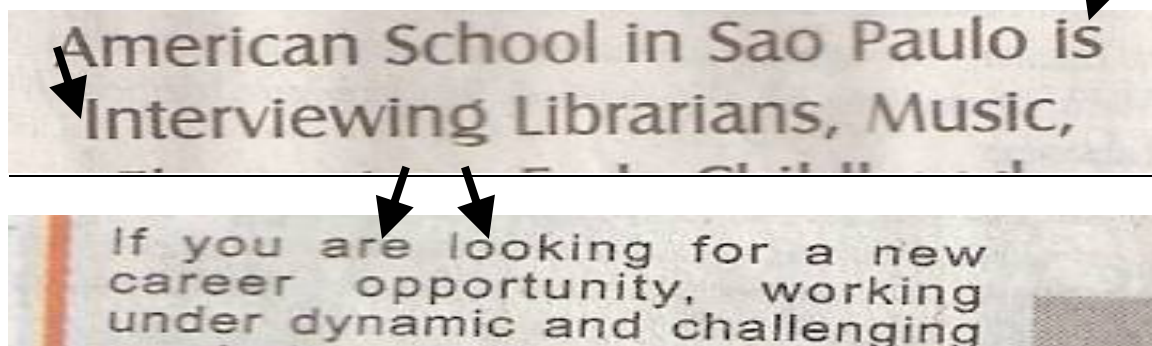 American School in Sao Paulo is
Interviewing Librarians, Music,
If you are looking for a new
career opportunity, working
under dynamic and challenging